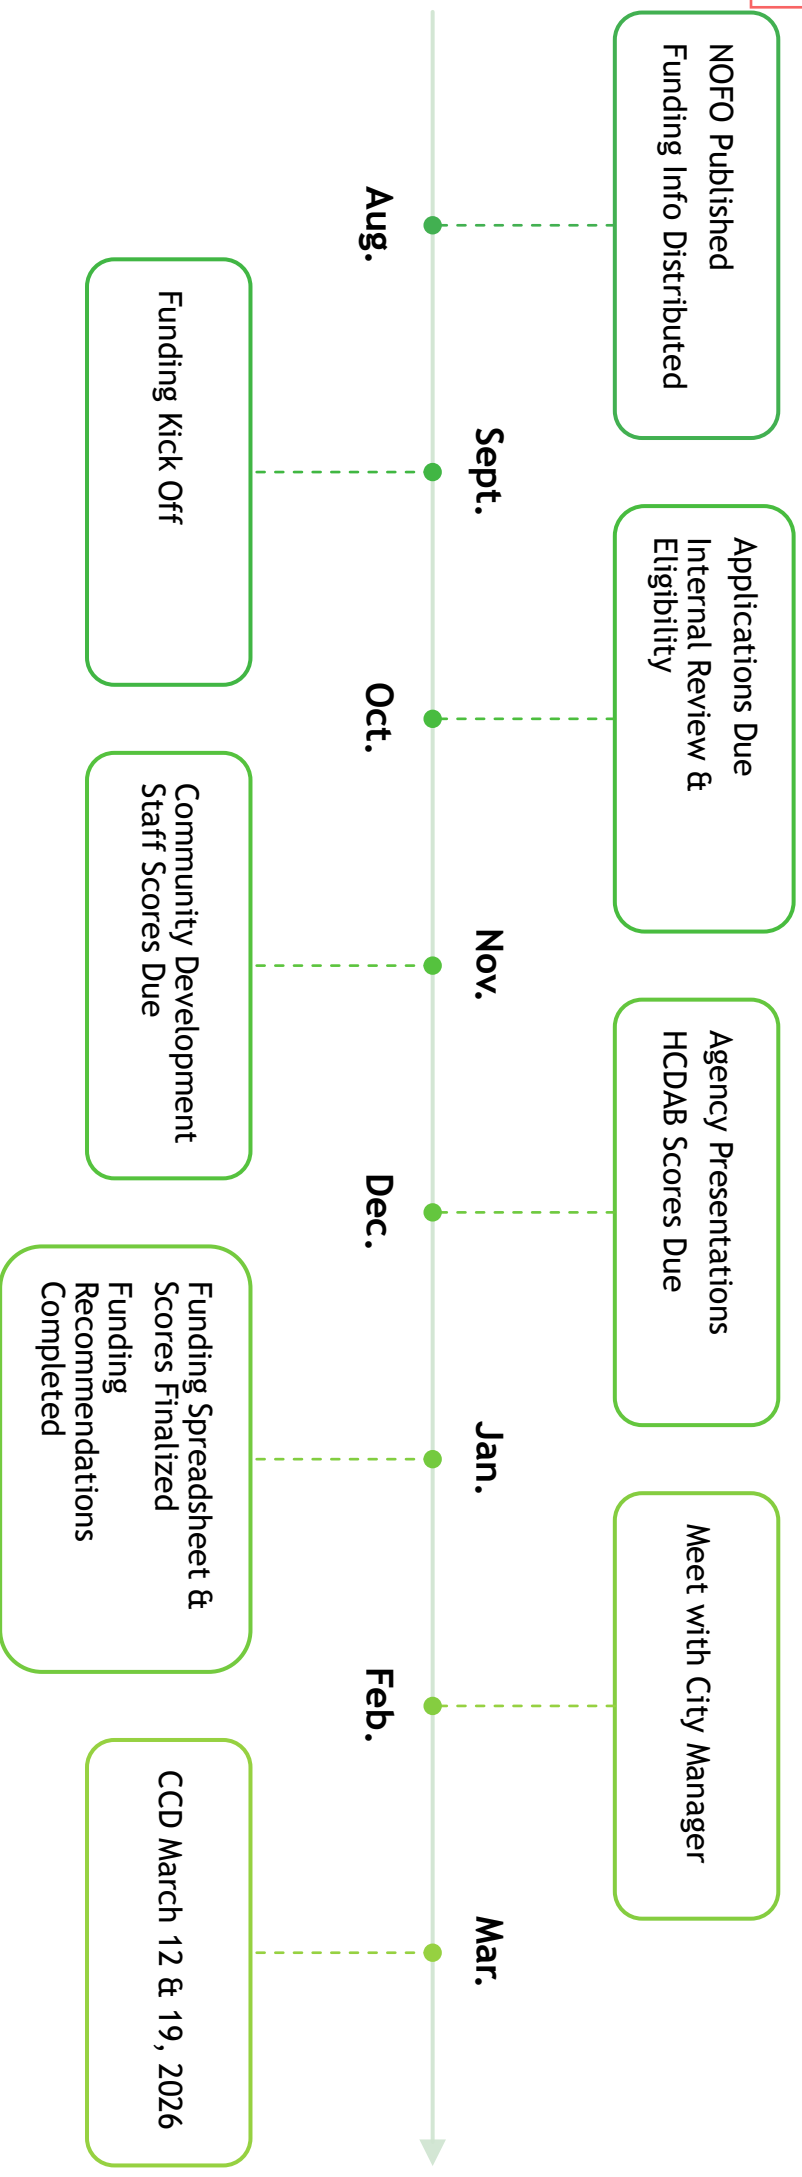 NOFO Published
Funding Info Distributed
Aug.
Sept.
Funding Kick Off
Applications Due
Internal Review &
Eligibility
Oct.
Nov.
Community Development
Staff Scores Due
Agency Presentations
HCDAB Scores Due
Dec.
Jan.
Funding Spreadsheet &
Scores Finalized
Funding
Recommendations
Completed
Meet with City Manager
Feb.
Mar.
CCD March 12 & 19, 2026